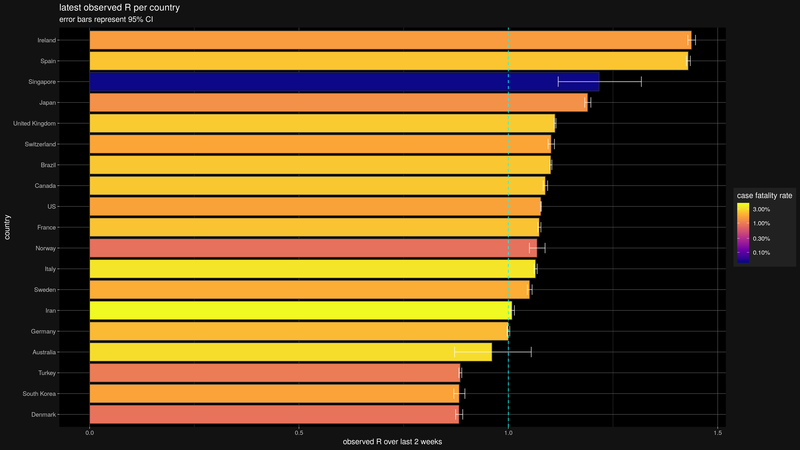 latest observed R per country
error bars represent 95% CI
country
Ireland
Spain
Singapore
Japan
United Kingdom
Switzerland
Brazil
Canada
US
France
Norway
Italy
Sweden
Iran
Germany
Australia
Turkey
South Korea
Denmark
0.0 0.5 1.0 1.5
observed R over last 2 weeks
case fatality rate
3.00%
1.00%
0.30%
0.10%